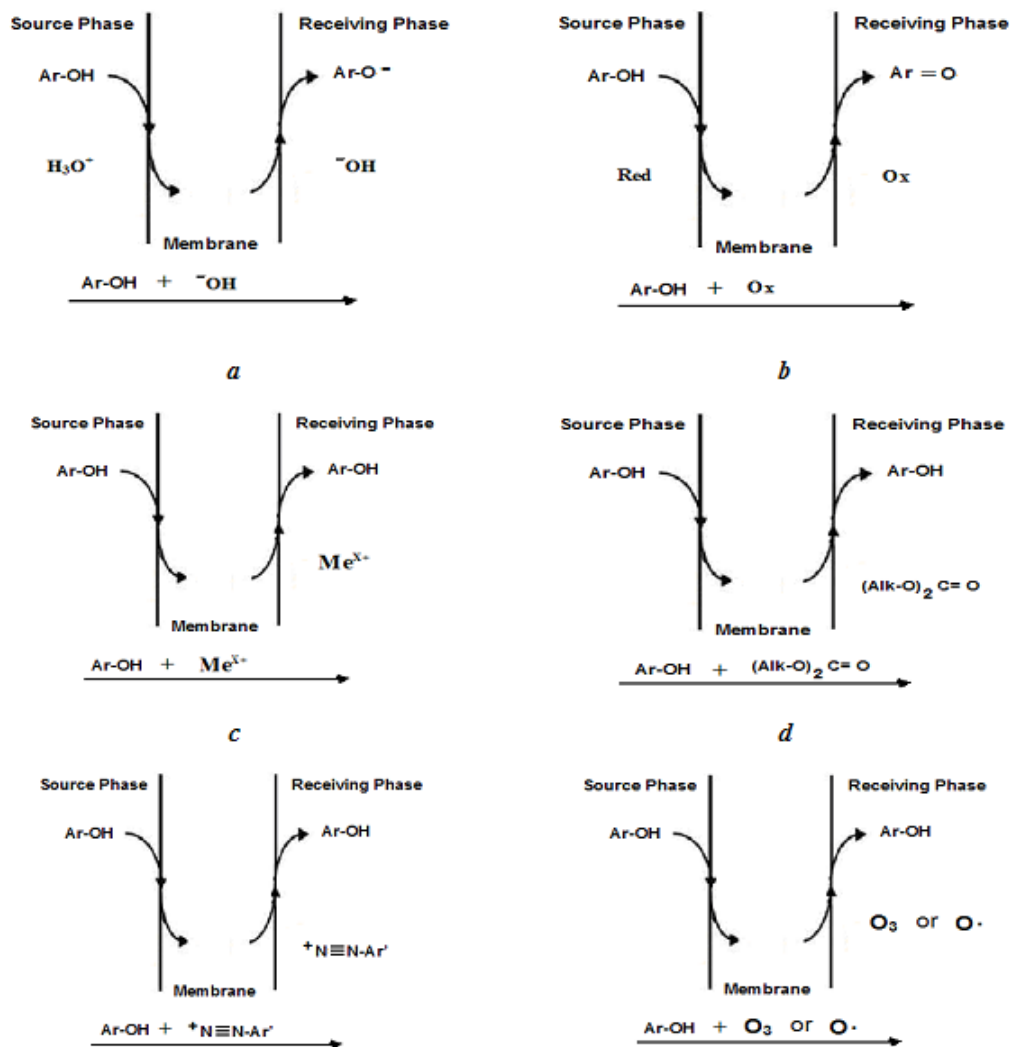 Source Phase Receiving Phase
Ar-OH Ar-O⁻
H₃O⁺ ⁻OH
Membrane
Ar-OH + ⁻OH
a
Source Phase Receiving Phase
Ar-OH Ar=O
Red Ox
Membrane
Ar-OH + Ox
b
Source Phase Receiving Phase
Ar-OH Ar-OH
Meˣ⁺
Membrane
Ar-OH + Meˣ⁺
c
Source Phase Receiving Phase
Ar-OH Ar-OH
(Alk-O)₂C=O
Membrane
Ar-OH + (Alk-O)₂C=O
d
Source Phase Receiving Phase
Ar-OH Ar-OH
⁺N≡N-Ar'
Membrane
Ar-OH + ⁺N≡N-Ar'
Source Phase Receiving Phase
Ar-OH Ar-OH
O₃ or O·
Membrane
Ar-OH + O₃ or O·